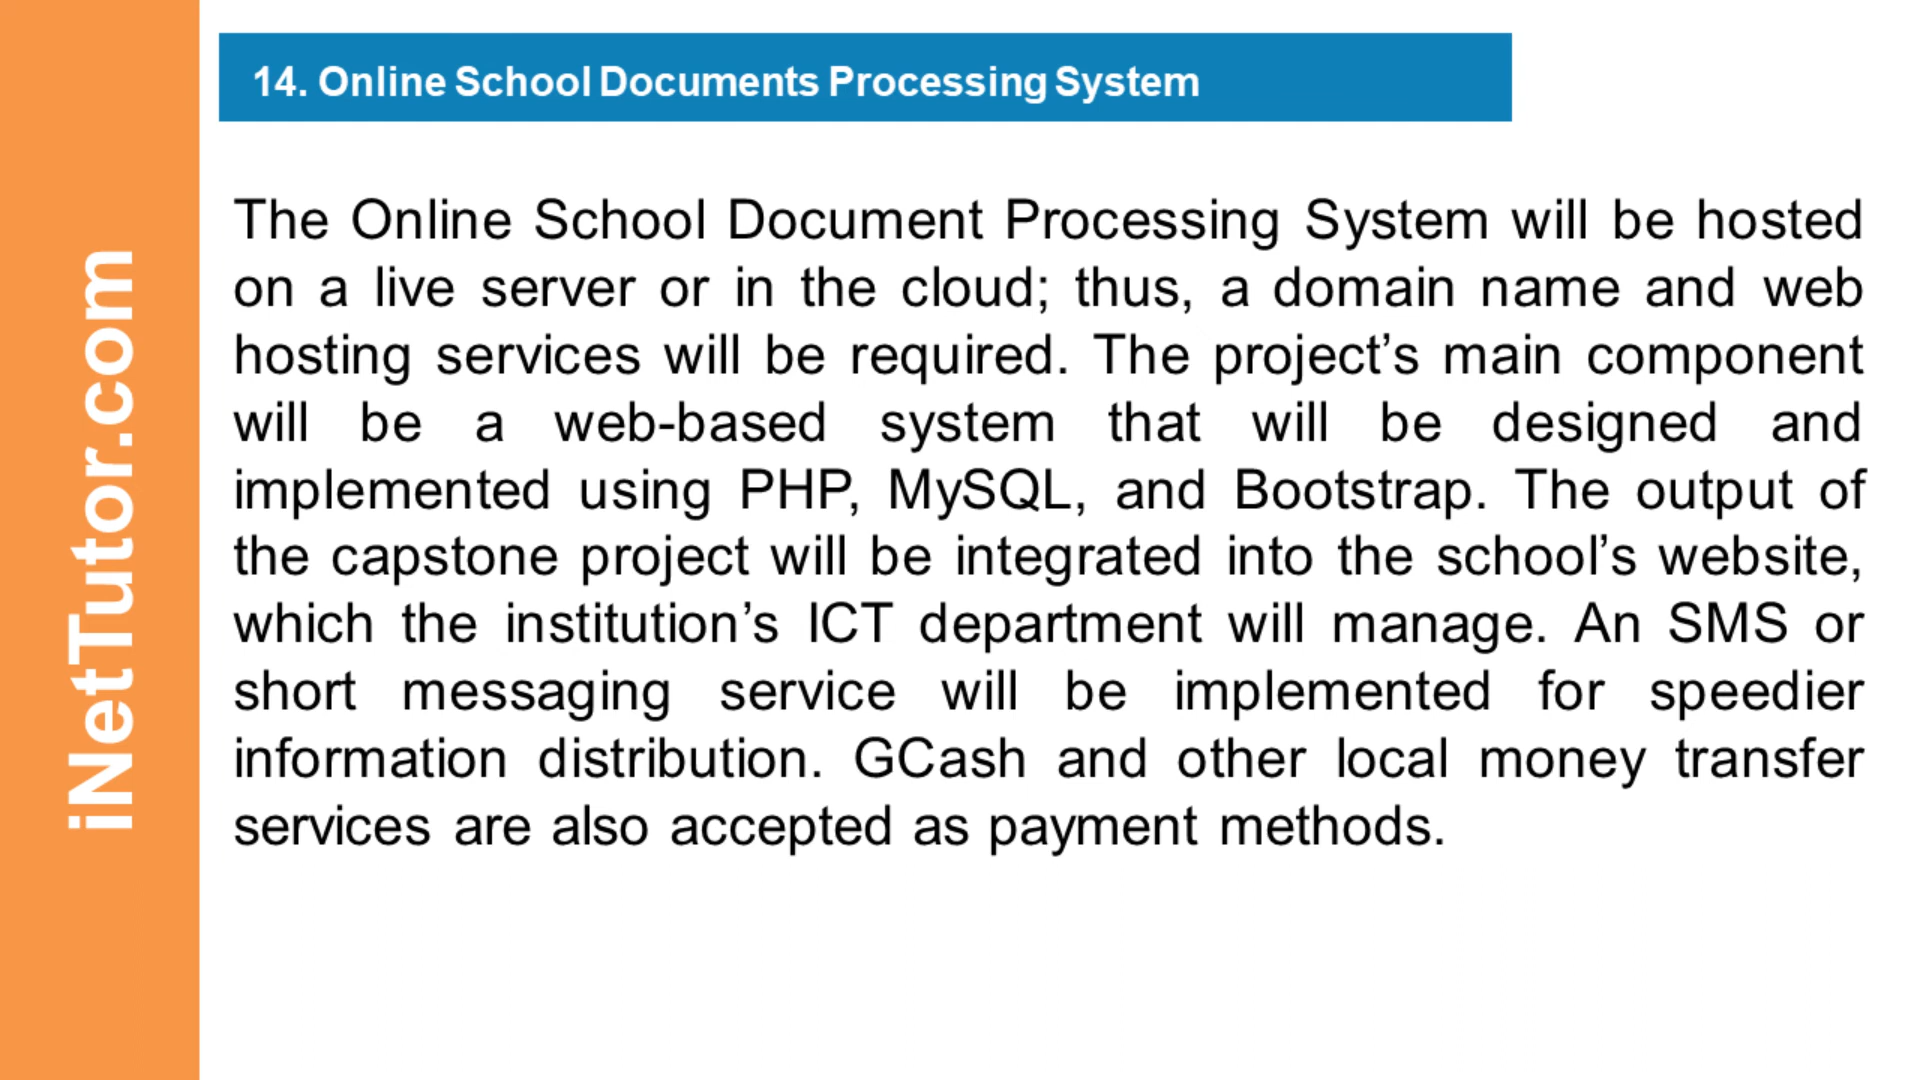 14. Online School Documents Processing System
The Online School Document Processing System will be hosted
on a live server or in the cloud; thus, a domain name and web
hosting services will be required. The project’s main component
will be a web-based system that will be designed and
implemented using PHP, MySQL, and Bootstrap. The output of
the capstone project will be integrated into the school’s website,
which the institution’s ICT department will manage. An SMS or
short messaging service will be implemented for speedier
information distribution. GCash and other local money transfer
services are also accepted as payment methods.
iNetTutor.com